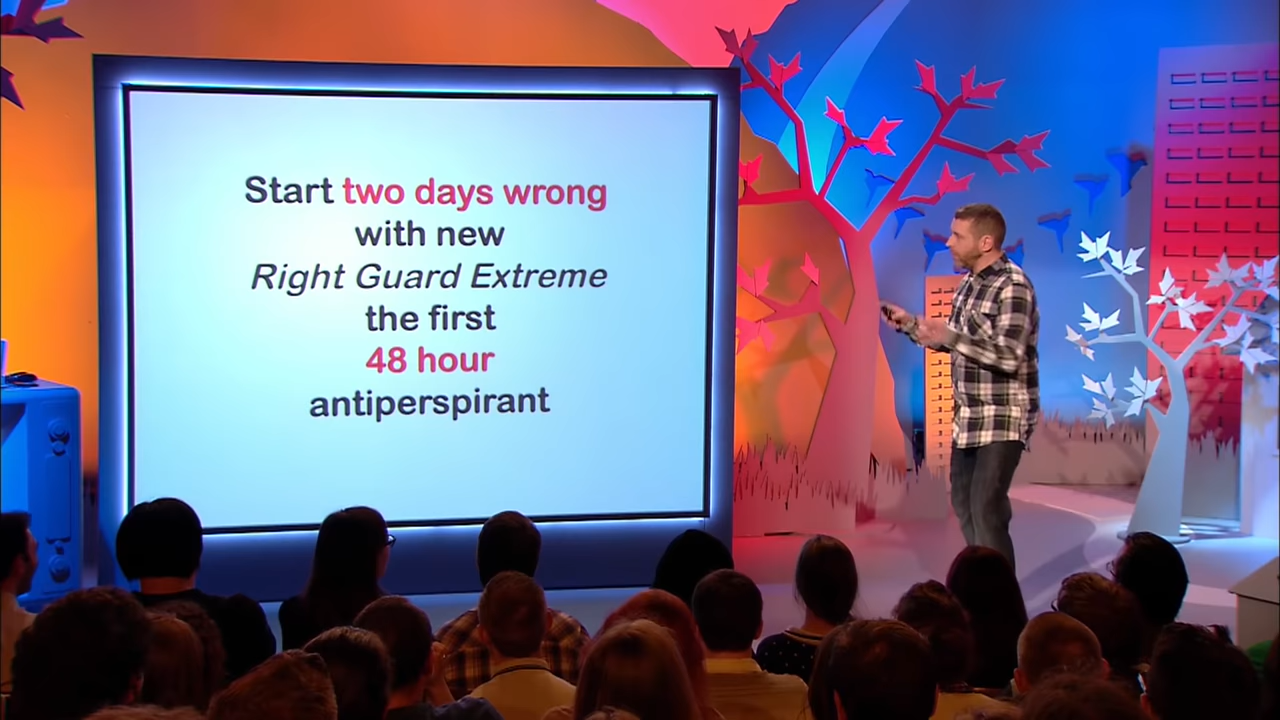 Start two days wrong
with new
Right Guard Extreme
the first
48 hour
antiperspirant